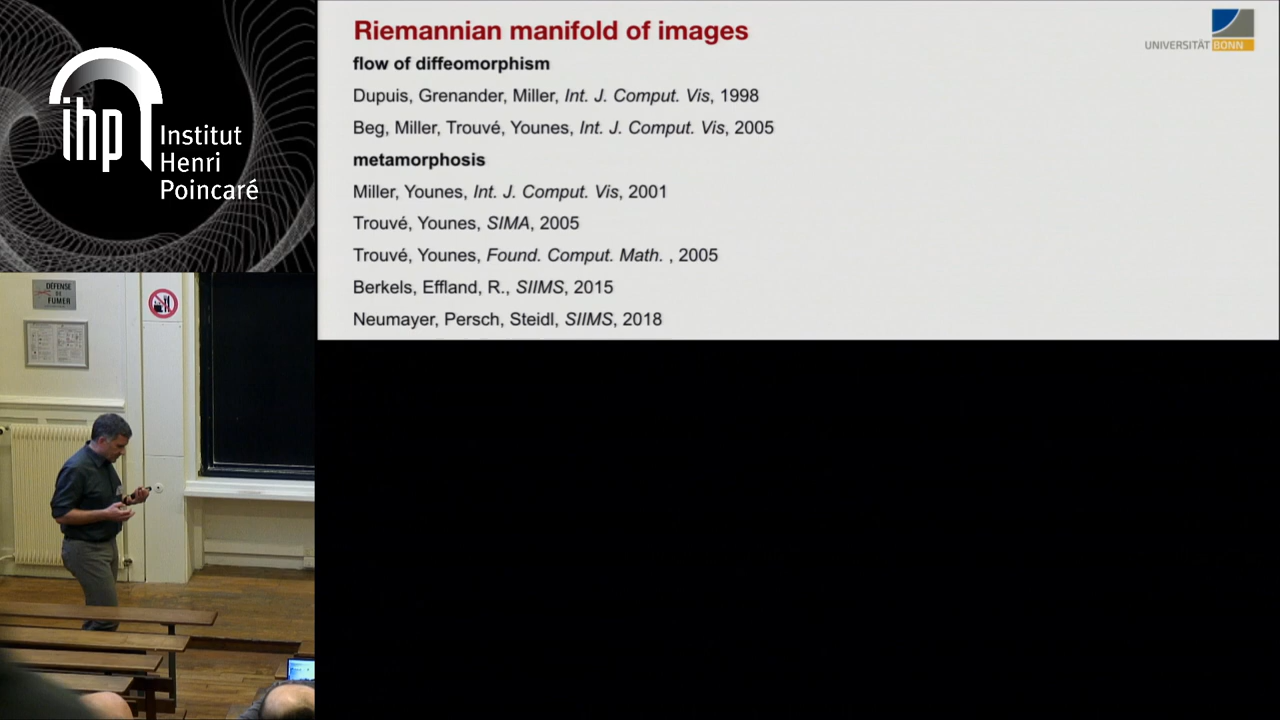 ihp Institut
Henri
Poincaré
DÉFENSE
DE
FUMER
Riemannian manifold of images
UNIVERSITÄT BONN
flow of diffeomorphism
Dupuis, Grenander, Miller, Int. J. Comput. Vis, 1998
Beg, Miller, Trouvé, Younes, Int. J. Comput. Vis, 2005
metamorphosis
Miller, Younes, Int. J. Comput. Vis, 2001
Trouvé, Younes, SIMA, 2005
Trouvé, Younes, Found. Comput. Math. , 2005
Berkels, Effland, R., SIIMS, 2015
Neumayer, Persch, Steidl, SIIMS, 2018